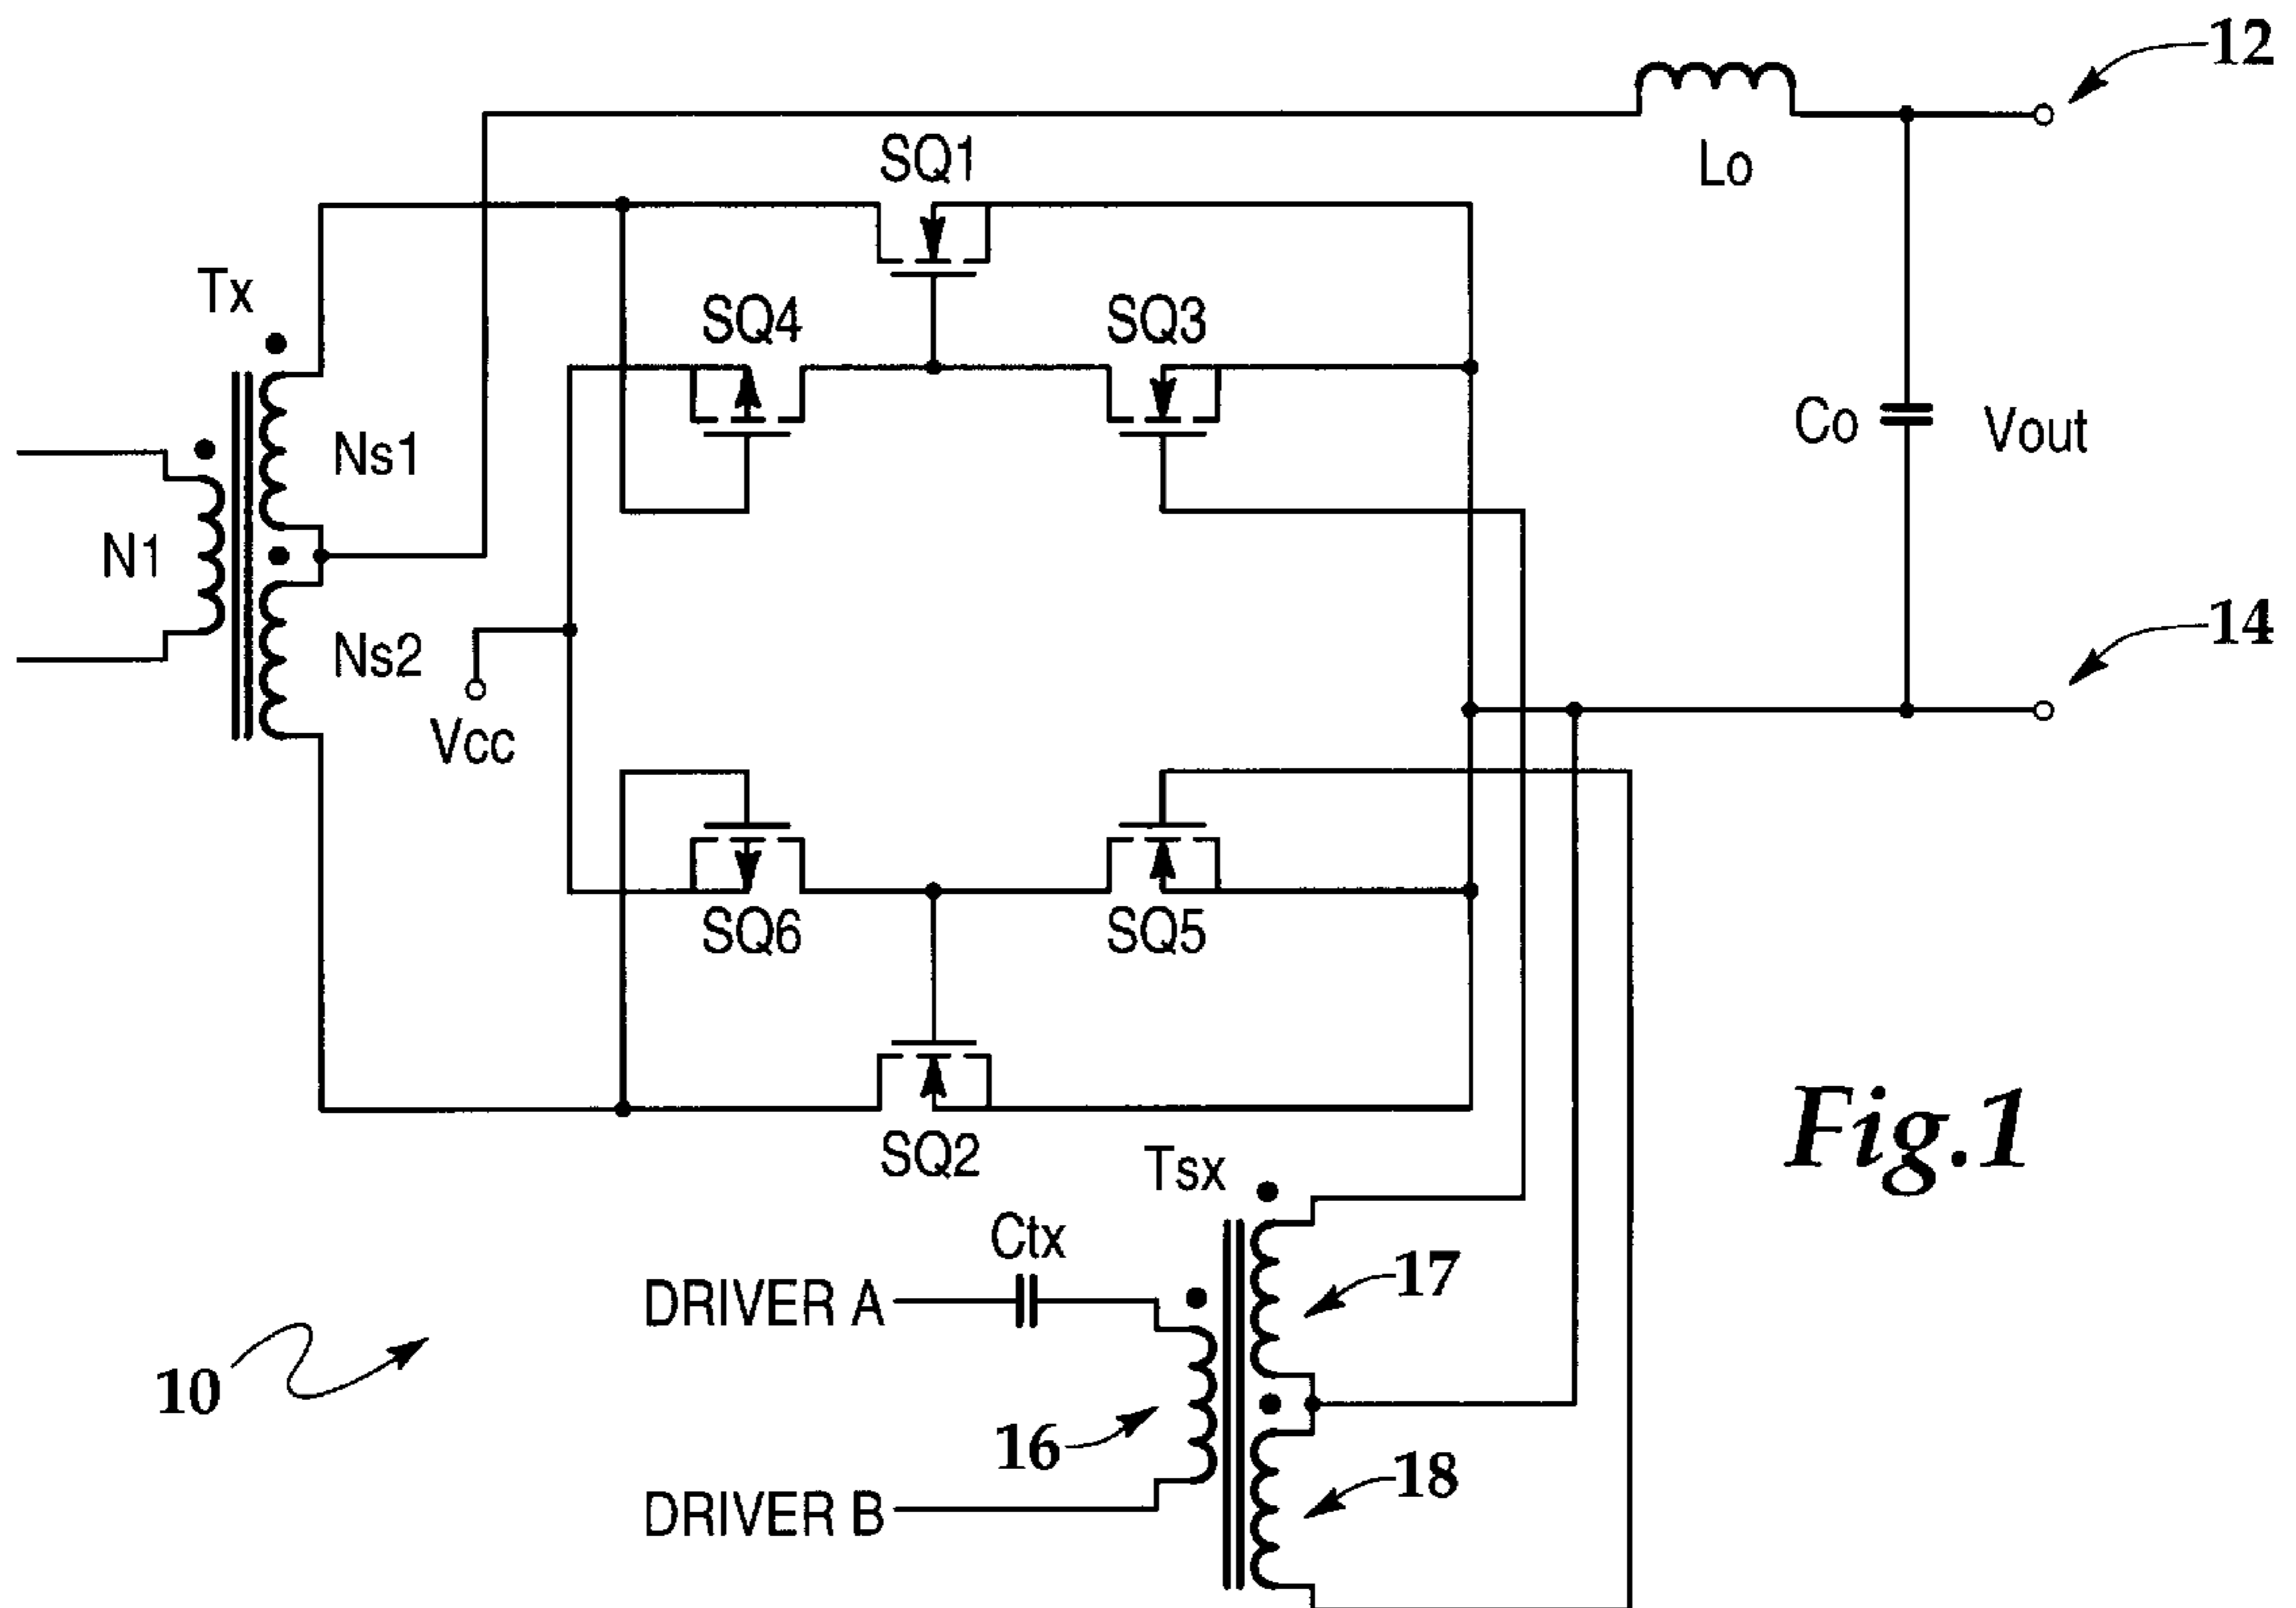 12
SQ1
Lo
Tx
SQ4
SQ3
Co
Vout
Ns1
N1
14
Ns2
Vcc
SQ6
SQ5
SQ2
Tsx
Fig.1
Ctx
DRIVER A
17
10
16
18
DRIVER B